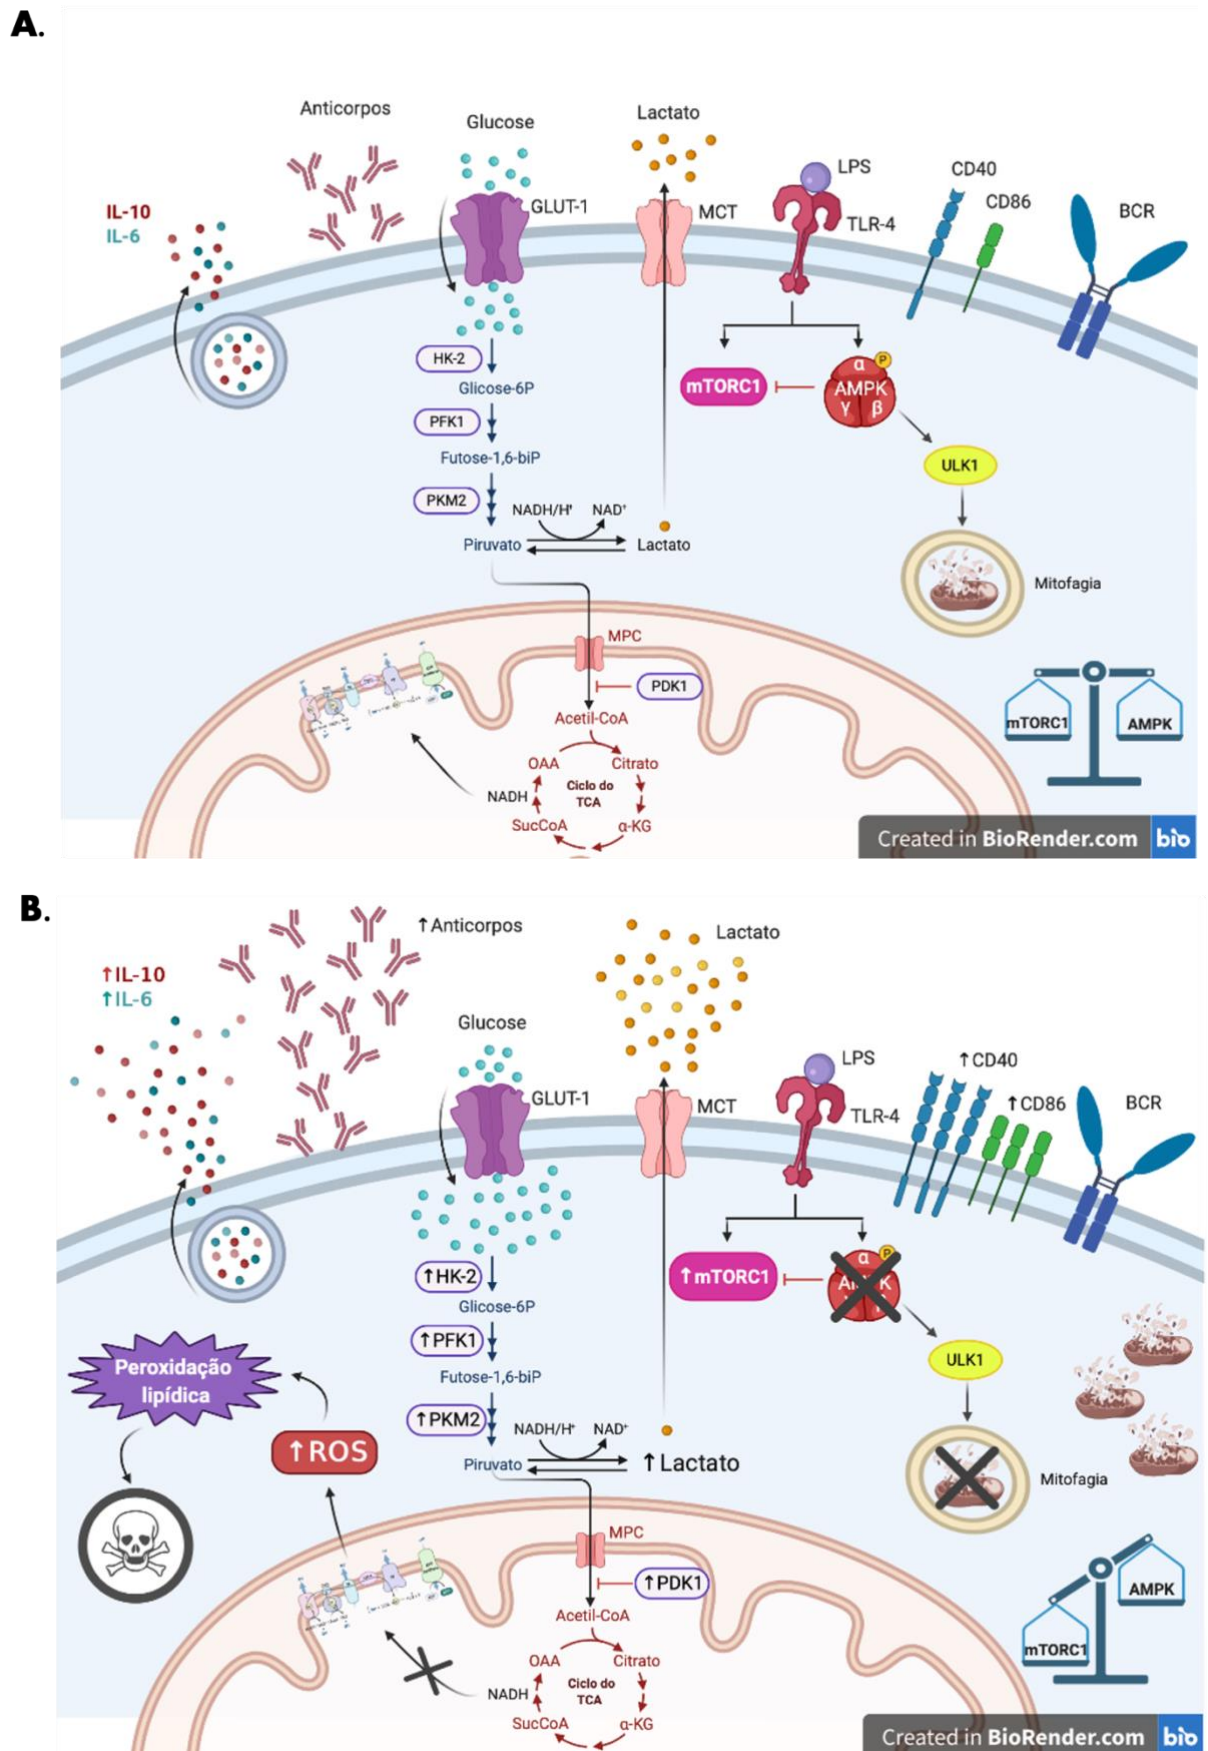 A.
Anticorpos
Glucose
Lactato
LPS
CD40
CD86
BCR
IL-10
IL-6
GLUT-1
MCT
TLR-4
HK-2
Glicose-6P
mTORC1
α
P
AMPK
γ β
PFK1
Futose-1,6-biP
ULK1
PKM2
NADH/H⁺ NAD⁺
Piruvato
Lactato
Mitofagia
MPC
PDK1
Acetil-CoA
OAA
Citrato
Ciclo do
TCA
NADH
SucCoA
α-KG
mTORC1
AMPK
Created in BioRender.com bio
B.
↑Anticorpos
Lactato
↑IL-10
↑IL-6
Glucose
LPS
↑CD40
↑CD86
BCR
GLUT-1
MCT
TLR-4
↑HK-2
Glicose-6P
↑mTORC1
α
P
↑PFK1
Futose-1,6-biP
ULK1
Peroxidação
lipídica
↑PKM2
↑ROS
NADH/H⁺ NAD⁺
Piruvato
↑Lactato
Mitofagia
MPC
↑PDK1
Acetil-CoA
OAA
Citrato
Ciclo do
TCA
NADH
SucCoA
α-KG
AMPK
mTORC1
Created in BioRender.com bio